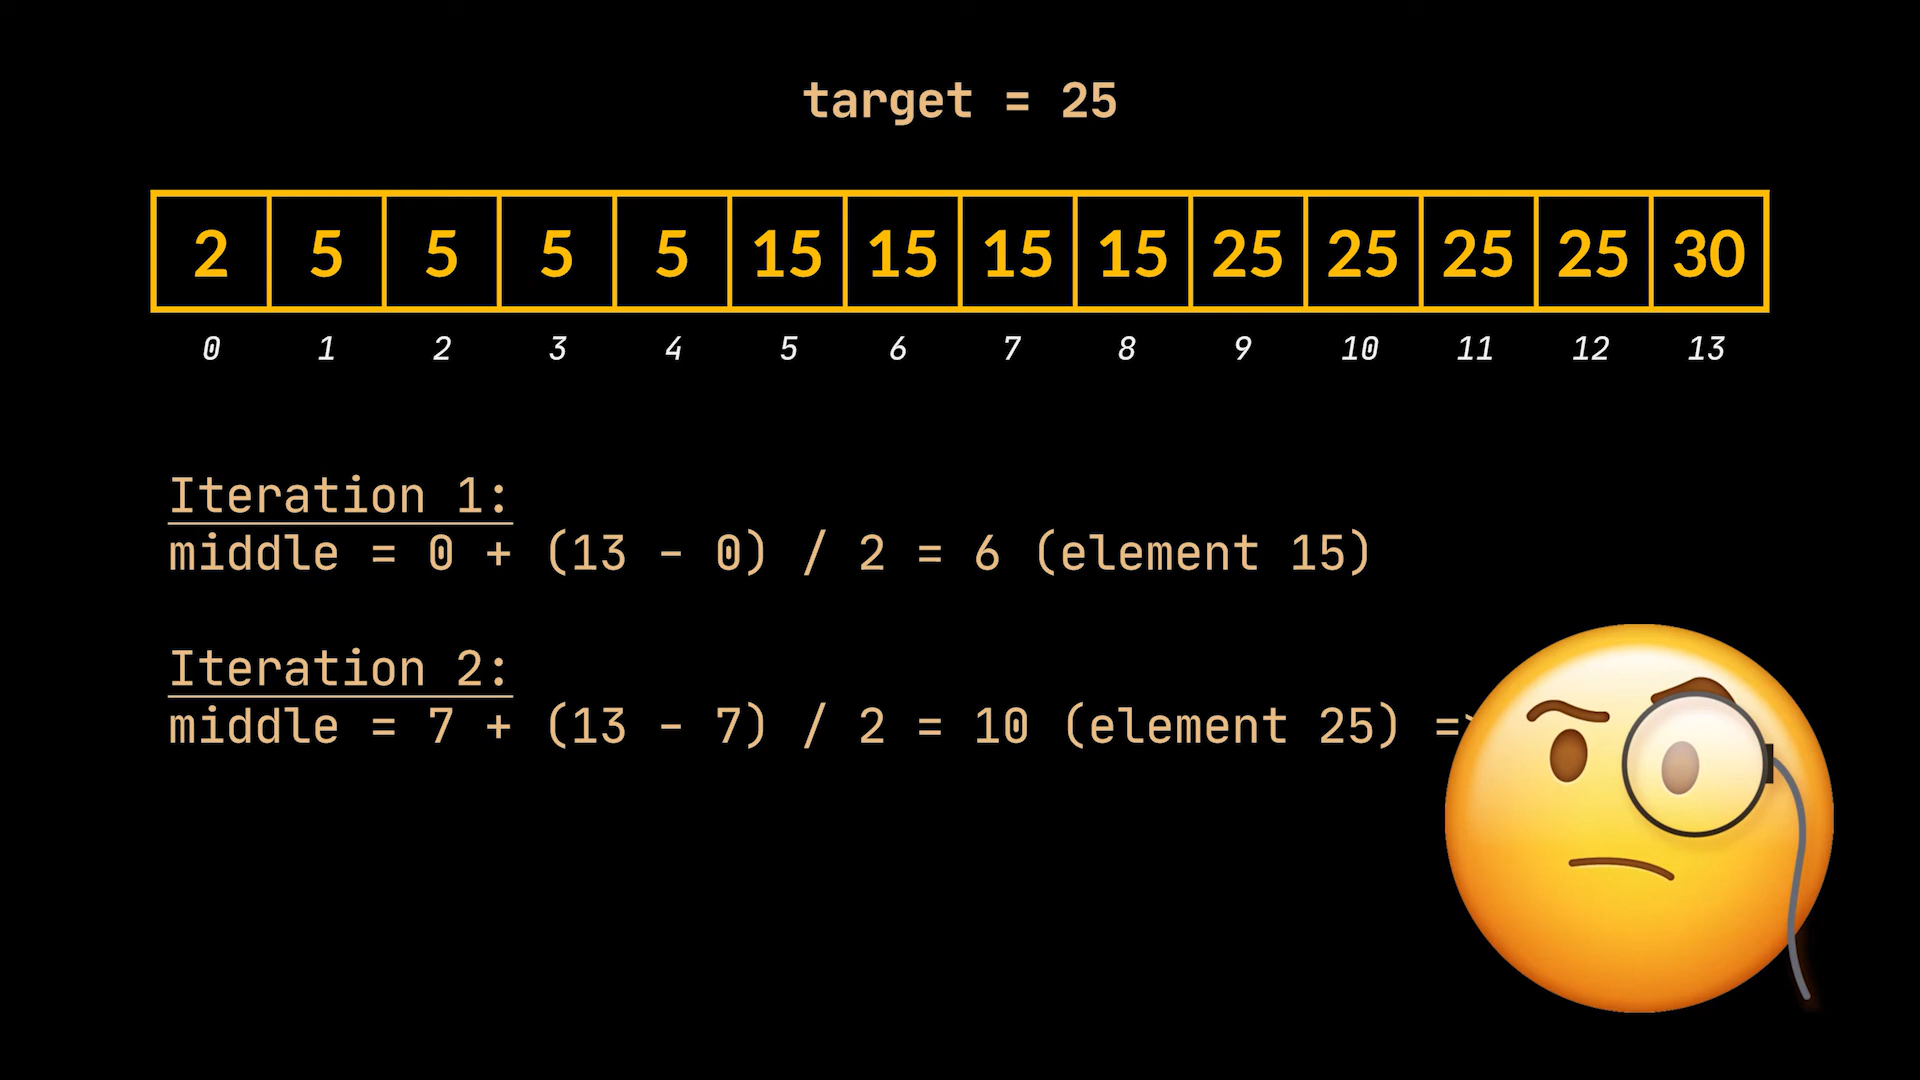 target = 25
2 5 5 5 5 15 15 15 15 25 25 25 25 30
0 1 2 3 4 5 6 7 8 9 10 11 12 13
Iteration 1:
middle = 0 + (13 - 0) / 2 = 6 (element 15)
Iteration 2:
middle = 7 + (13 - 7) / 2 = 10 (element 25) =>